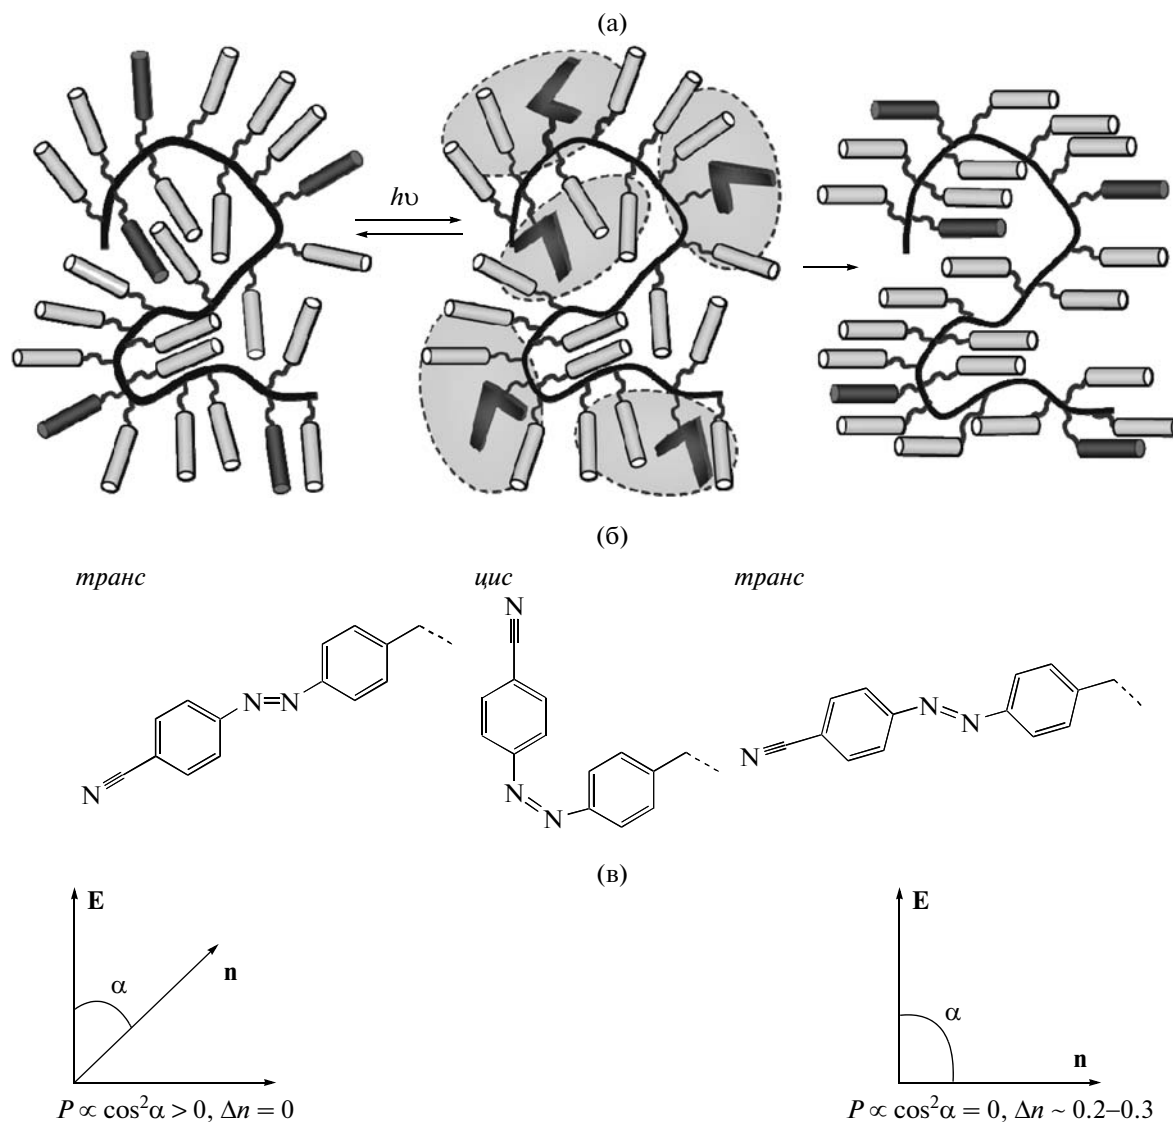 (а)
hυ
(б)
транс цис транс
N
N=N
N
N
N
N
N
N
N
(в)
E
n
α
E
α
n
P ∝ cos²α > 0, Δn = 0
P ∝ cos²α = 0, Δn ~ 0.2–0.3